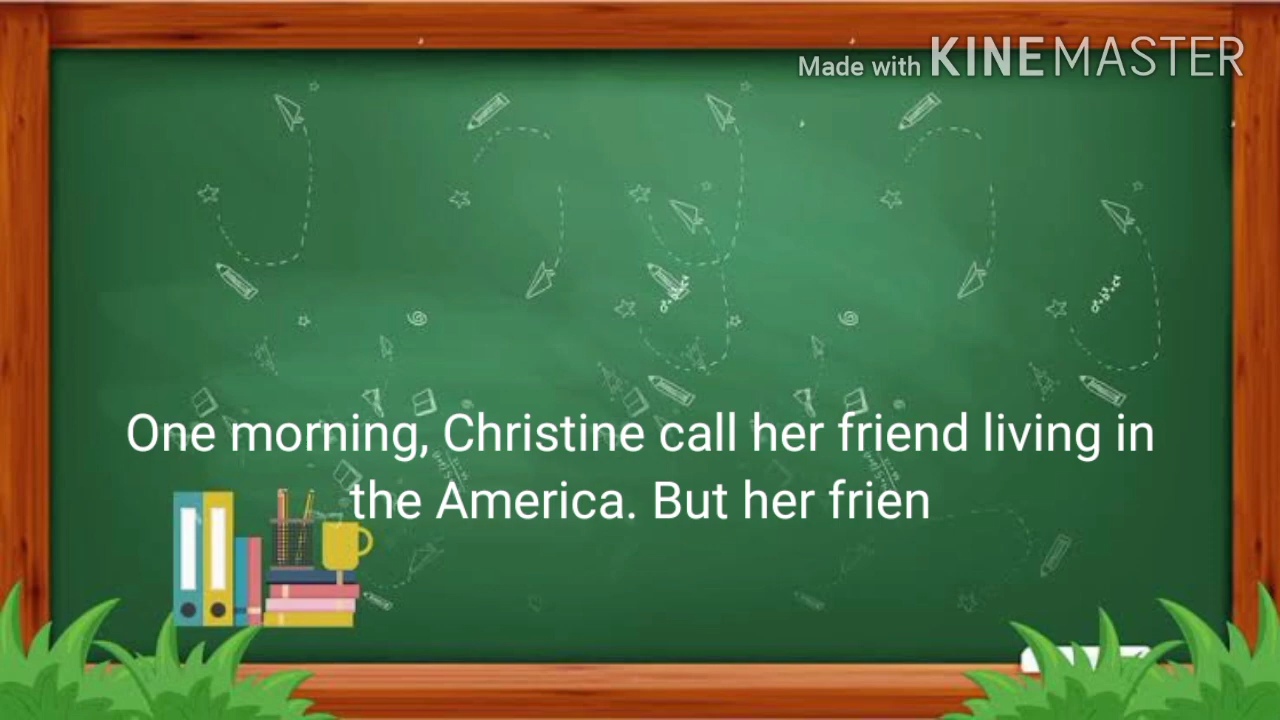 Made with KINEMASTER
One morning, Christine call her friend living in
the America. But her frien